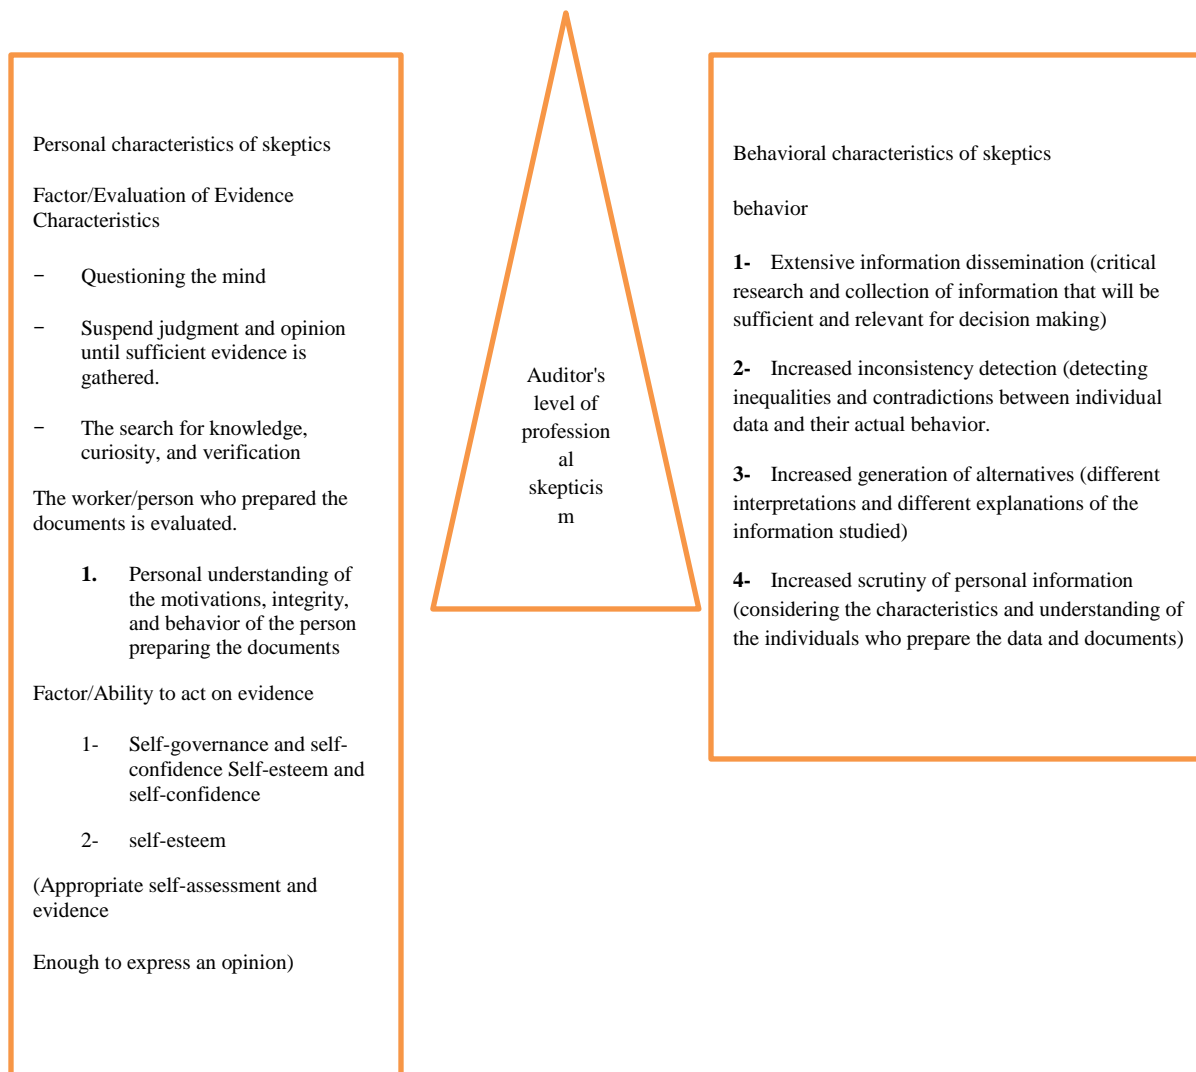 Personal characteristics of skeptics
Factor/Evaluation of Evidence
Characteristics
− Questioning the mind
− Suspend judgment and opinion
until sufficient evidence is
gathered.
− The search for knowledge,
curiosity, and verification
The worker/person who prepared the
documents is evaluated.
1. Personal understanding of
the motivations, integrity,
and behavior of the person
preparing the documents
Factor/Ability to act on evidence
1- Self-governance and self-
confidence Self-esteem and
self-confidence
2- self-esteem
(Appropriate self-assessment and
evidence
Enough to express an opinion)
Auditor's
level of
profession
al
skepticis
m
Behavioral characteristics of skeptics
behavior
1- Extensive information dissemination (critical
research and collection of information that will be
sufficient and relevant for decision making)
2- Increased inconsistency detection (detecting
inequalities and contradictions between individual
data and their actual behavior.
3- Increased generation of alternatives (different
interpretations and different explanations of the
information studied)
4- Increased scrutiny of personal information
(considering the characteristics and understanding of
the individuals who prepare the data and documents)